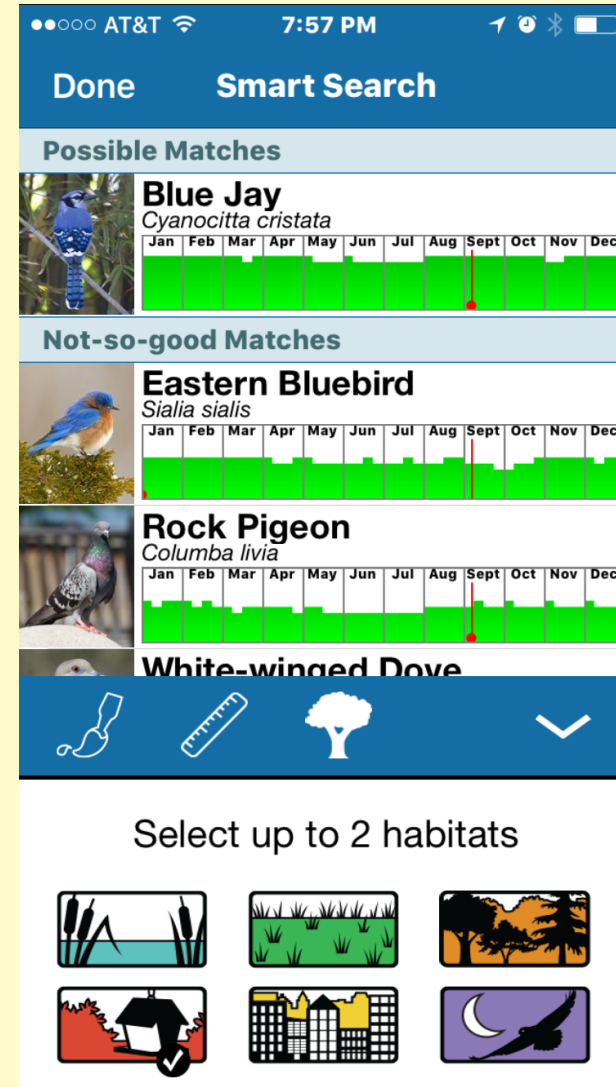 AT&T 7:57 PM
Done Smart Search
Possible Matches
Blue Jay
Cyanocitta cristata
Jan Feb Mar Apr May Jun Jul Aug Sept Oct Nov Dec
Not-so-good Matches
Eastern Bluebird
Sialia sialis
Jan Feb Mar Apr May Jun Jul Aug Sept Oct Nov Dec
Rock Pigeon
Columba livia
Jan Feb Mar Apr May Jun Jul Aug Sept Oct Nov Dec
White-winged Dove
Select up to 2 habitats